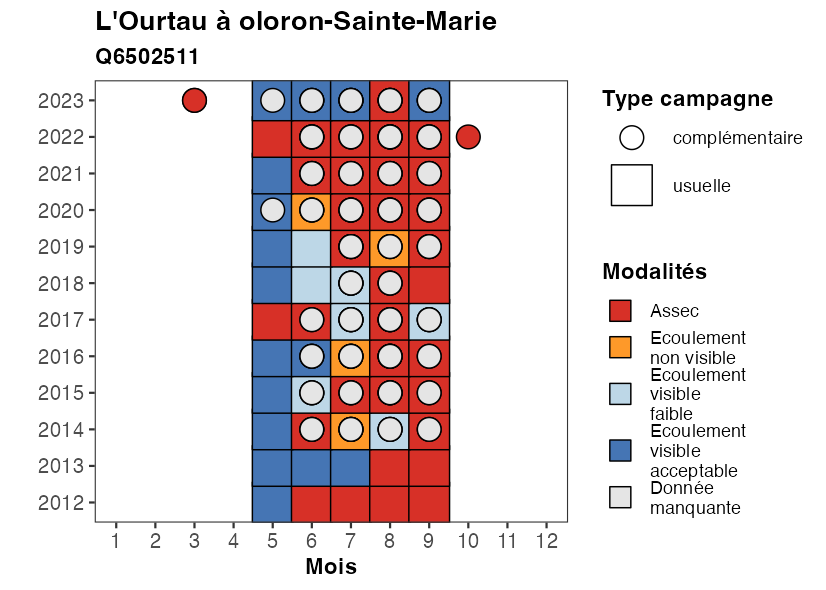 L'Ourtau à oloron-Sainte-Marie
Q6502511
2023
2022
2021
2020
2019
2018
2017
2016
2015
2014
2013
2012
1 2 3 4 5 6 7 8 9 10 11 12
Mois
Type campagne
complémentaire
usuelle
Modalités
Assec
Ecoulement
non visible
Ecoulement
visible
faible
Ecoulement
visible
acceptable
Donnée
manquante